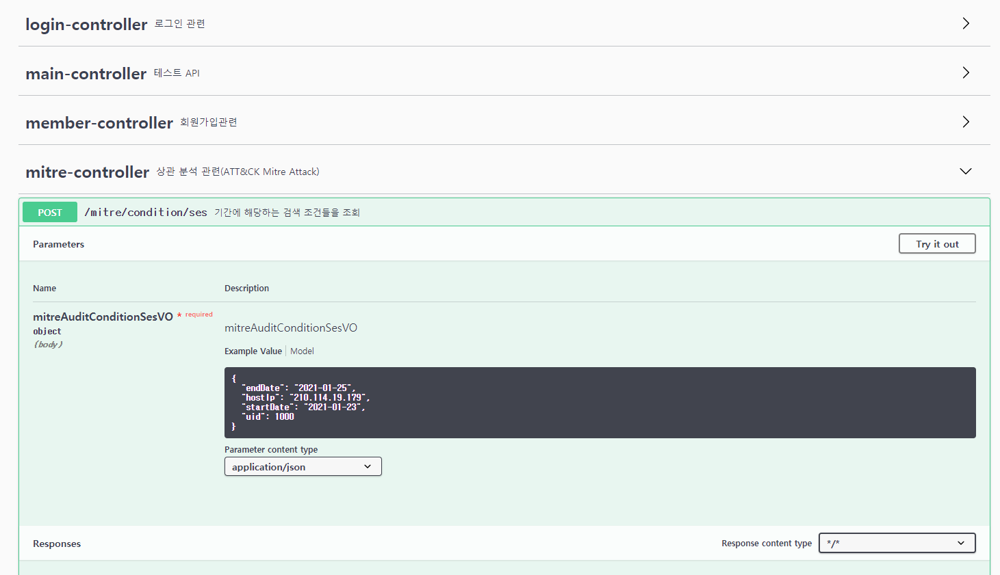 login-controller 로그인 관련
main-controller 테스트 API
member-controller 회원가입관련
mitre-controller 상관 분석 관련(ATT&CK Mitre Attack)
POST /mitre/condition/ses 기간에 해당하는 검색 조건들을 조회
Parameters Try it out
Name Description
mitreAuditConditionSesVO * required
object
(body)
mitreAuditConditionSesVO
Example Value Model
{
"endDate": "2021-01-25",
"hostIp": "210.114.19.179",
"startDate": "2021-01-23",
"uid": 1000
}
Parameter content type
application/json
Responses Response content type */*